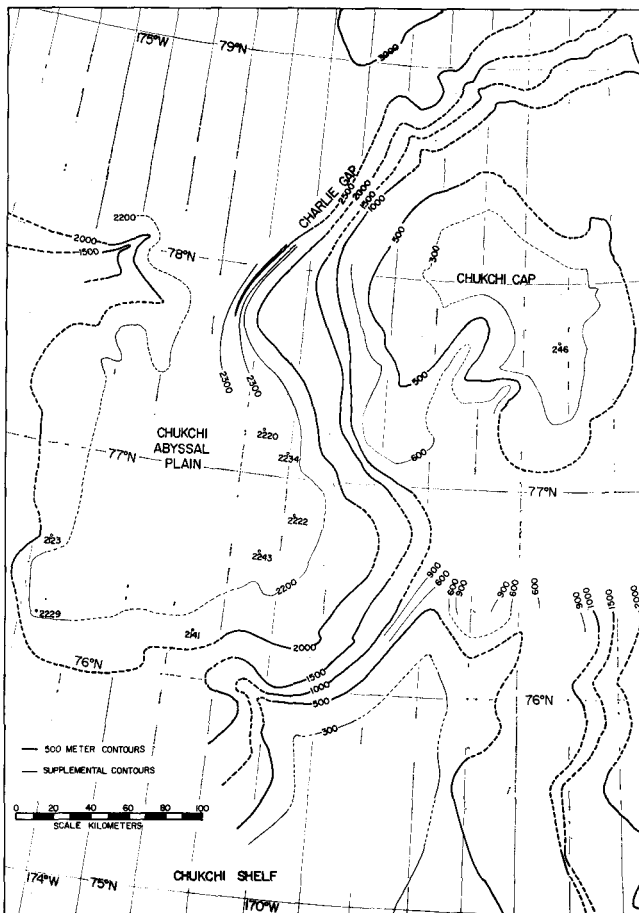 175°W
79°N
3000
CHARLIE GAP
2500
2000
1500
1000
2200
2000
1500
78°N
500
300
CHUKCHI CAP
246
2300
2300
500
CHUKCHI
ABYSSAL
PLAIN
2220
77°N
2234
600
77°N
2222
2123
2243
2200
900
600
600
900
900
600
600
900
1000
1500
2000
2229
2141
2000
76°N
1500
1000
500
76°N
300
500 METER CONTOURS
SUPPLEMENTAL CONTOURS
0 20 40 60 80 100
SCALE KILOMETERS
CHUKCHI SHELF
174°W
75°N
170°W